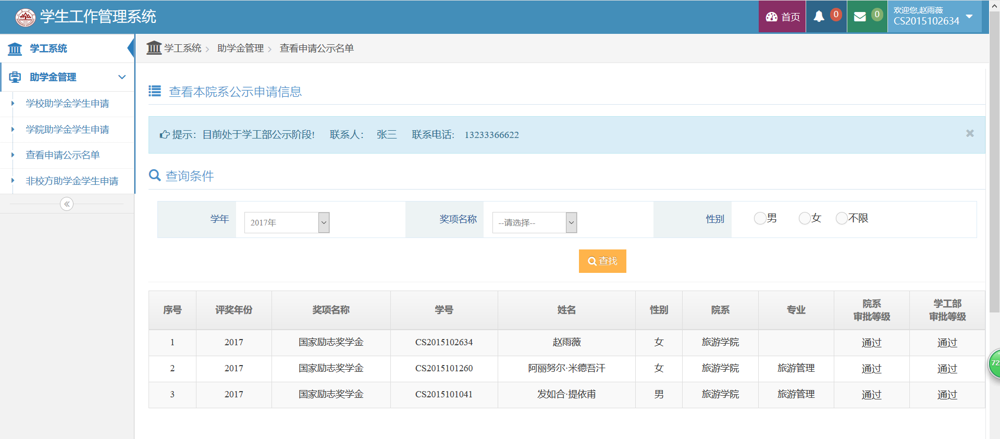 学生工作管理系统
首页
0
0
欢迎您,赵雨薇
CS2015102634
学工系统
助学金管理
学校助学金学生申请
学院助学金学生申请
查看申请公示名单
非校方助学金学生申请
学工系统 助学金管理 查看申请公示名单
查看本院系公示申请信息
提示：目前处于学工部公示阶段! 联系人： 张三 联系电话: 13233366622
查询条件
学年 2017年 奖项名称 --请选择-- 性别 男 女 不限
查找
序号 评奖年份 奖项名称 学号 姓名 性别 院系 专业 院系审批等级 学工部审批等级
1 2017 国家励志奖学金 CS2015102634 赵雨薇 女 旅游学院 通过 通过
2 2017 国家励志奖学金 CS2015101260 阿丽努尔·米德吾汗 女 旅游学院 旅游管理 通过 通过
3 2017 国家励志奖学金 CS2015101041 发如合·提依甫 男 旅游学院 旅游管理 通过 通过
72